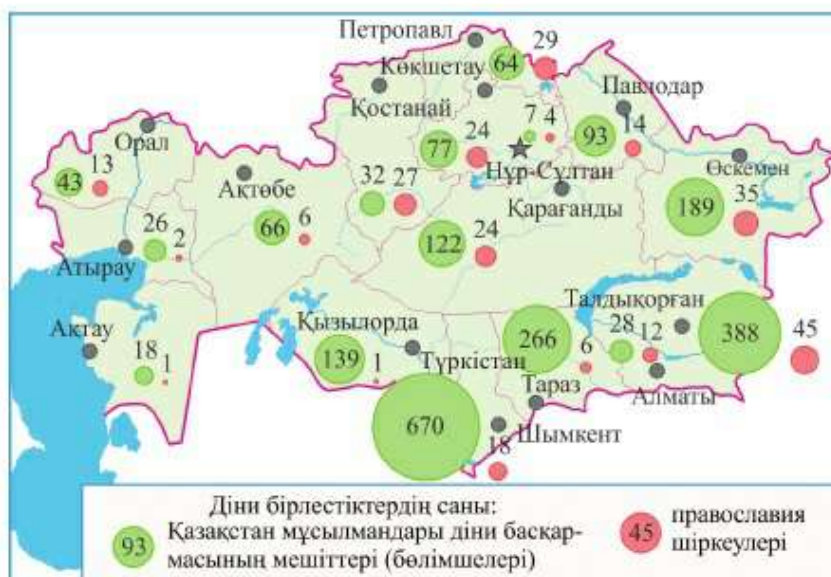 Петропавл
29
64
Көкшетау
Қостанай
Павлодар
7 4
93 14
77 24
Нұр-Сұлтан
Орал
43 13
Ақтөбе
32 27
Қарағанды
Өскемен
189 35
66 6
26 2
Атырау
122 24
Ақтау
18 1
Қызылорда
139 1
Түркістан
266 6
Талдықорған
28 12
388 45
Тараз
Алматы
670
Шымкент
18
Діни бірлестіктердің саны:
93 Қазақстан мұсылмандары діни басқар-
масының мешіттері (бөлімшелері)
45 православия
шіркеулері